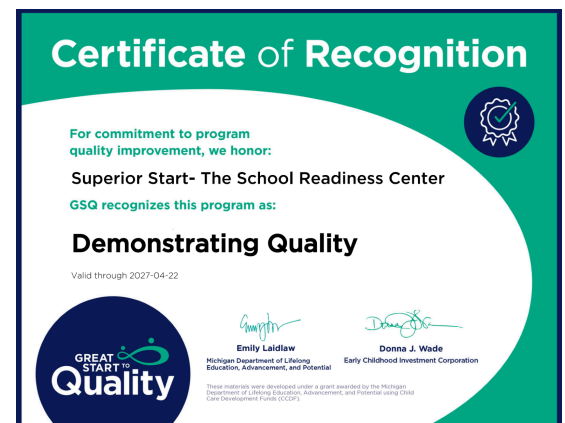 Certificate of Recognition
For commitment to program
quality improvement, we honor:
Superior Start- The School Readiness Center
GSQ recognizes this program as:
Demonstrating Quality
Valid through 2027-04-22
GREAT
START TO
Quality
Emily Laidlaw
Michigan Department of Lifelong
Education, Advancement, and Potential
Donna J. Wade
Early Childhood Investment Corporation
These materials were developed under a grant awarded by the Michigan
Department of Lifelong Education, Advancement, and Potential using Child
Care Development Funds (CCDF).